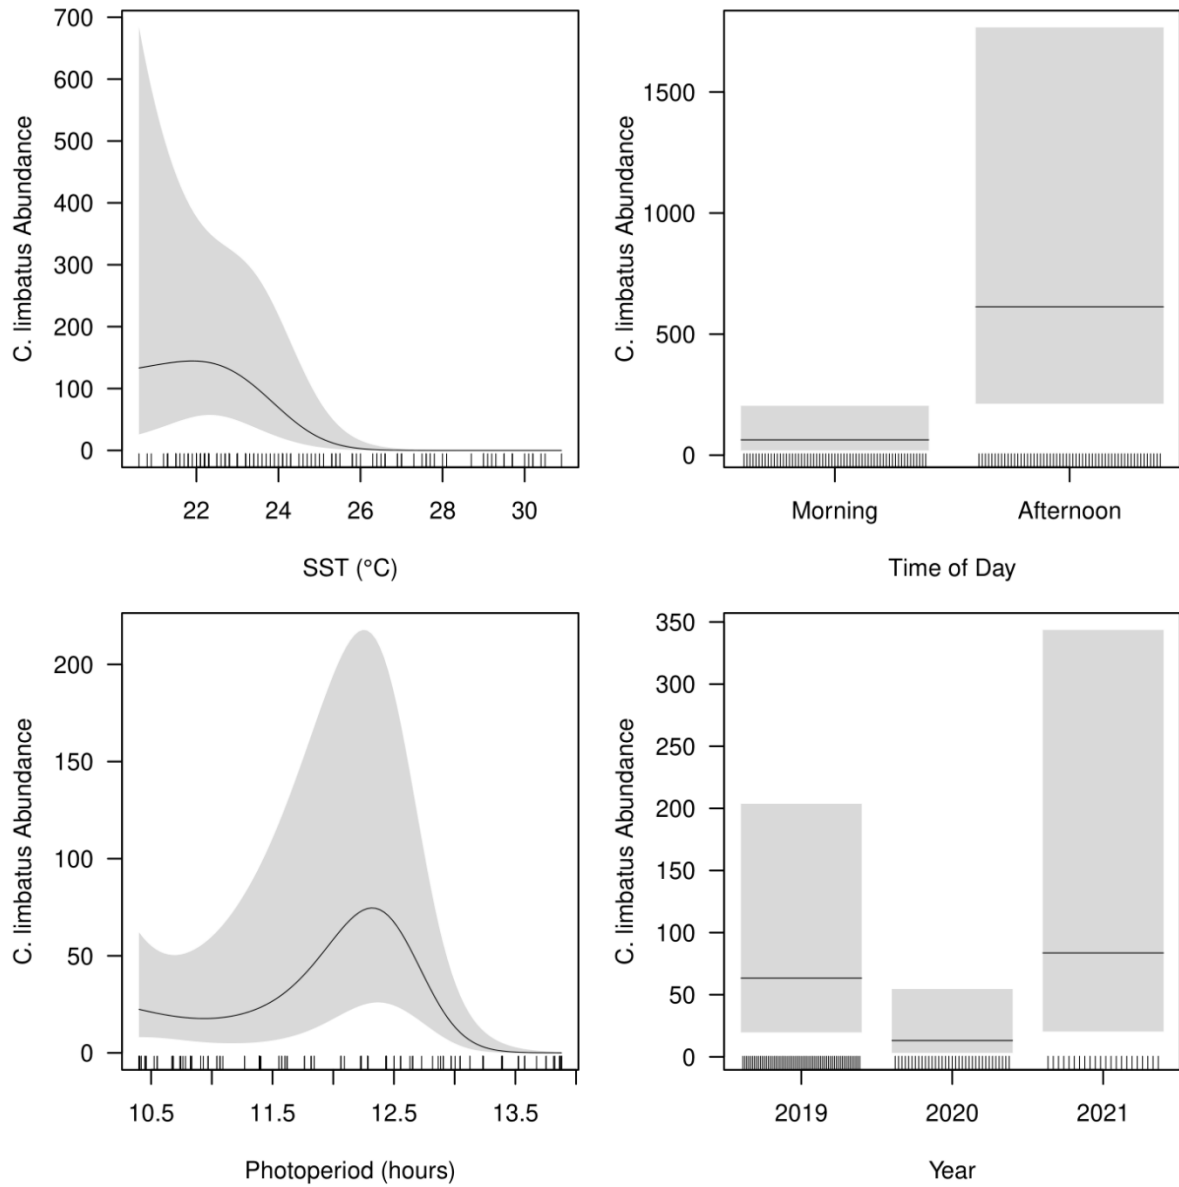 700
600
500
400
300
200
100
0
C. limbatus Abundance
22 24 26 28 30
SST (°C)
1500
1000
500
0
C. limbatus Abundance
Morning Afternoon
Time of Day
200
150
100
50
0
C. limbatus Abundance
10.5 11.5 12.5 13.5
Photoperiod (hours)
350
300
250
200
150
100
50
0
C. limbatus Abundance
2019 2020 2021
Year